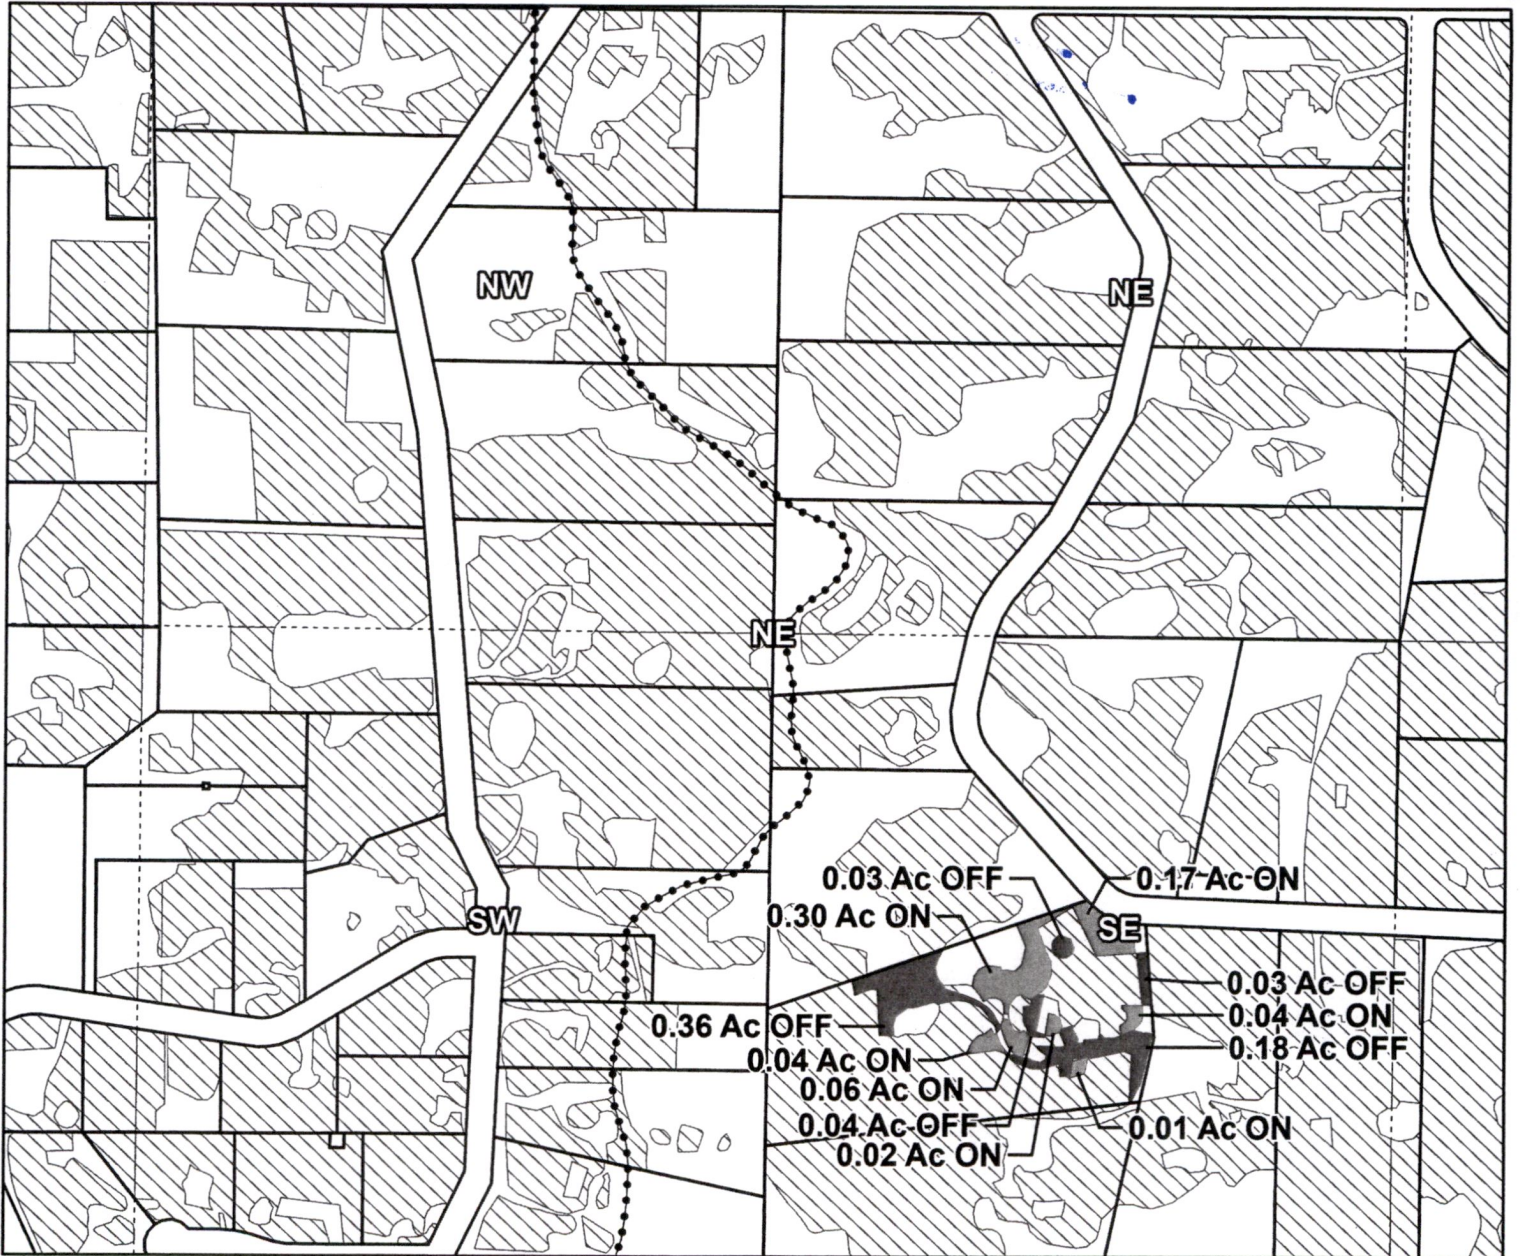 NW
NE
NE
0.03 Ac OFF
0.17 Ac ON
0.30 Ac ON
SW
SE
0.03 Ac OFF
0.04 Ac ON
0.36 Ac OFF
0.18 Ac OFF
0.04 Ac ON
0.06 Ac ON
0.04 Ac OFF
0.01 Ac ON
0.02 Ac ON